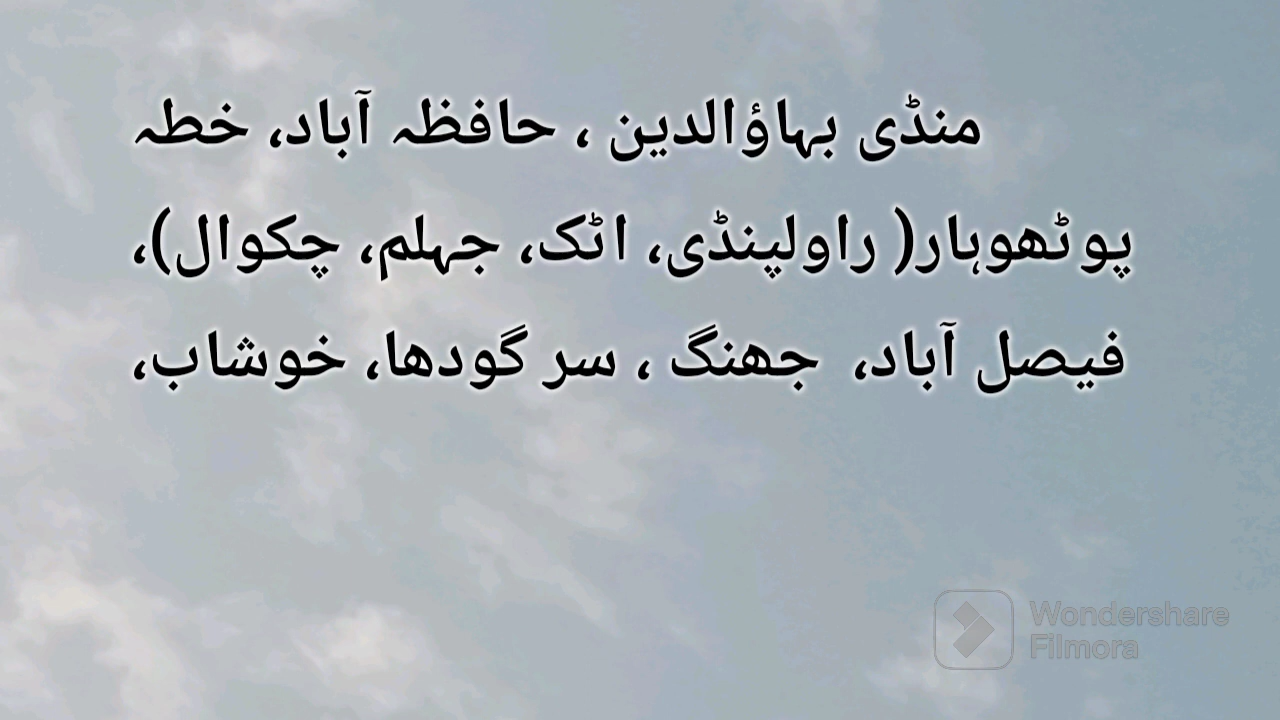 منڈی بہاؤالدین ، حافظہ آباد، خطہ
پوٹھوہار( راولپنڈی، اٹک، جہلم، چکوال)،
فیصل آباد، جھنگ ، سر گودھا، خوشاب،
Wondershare
Filmora